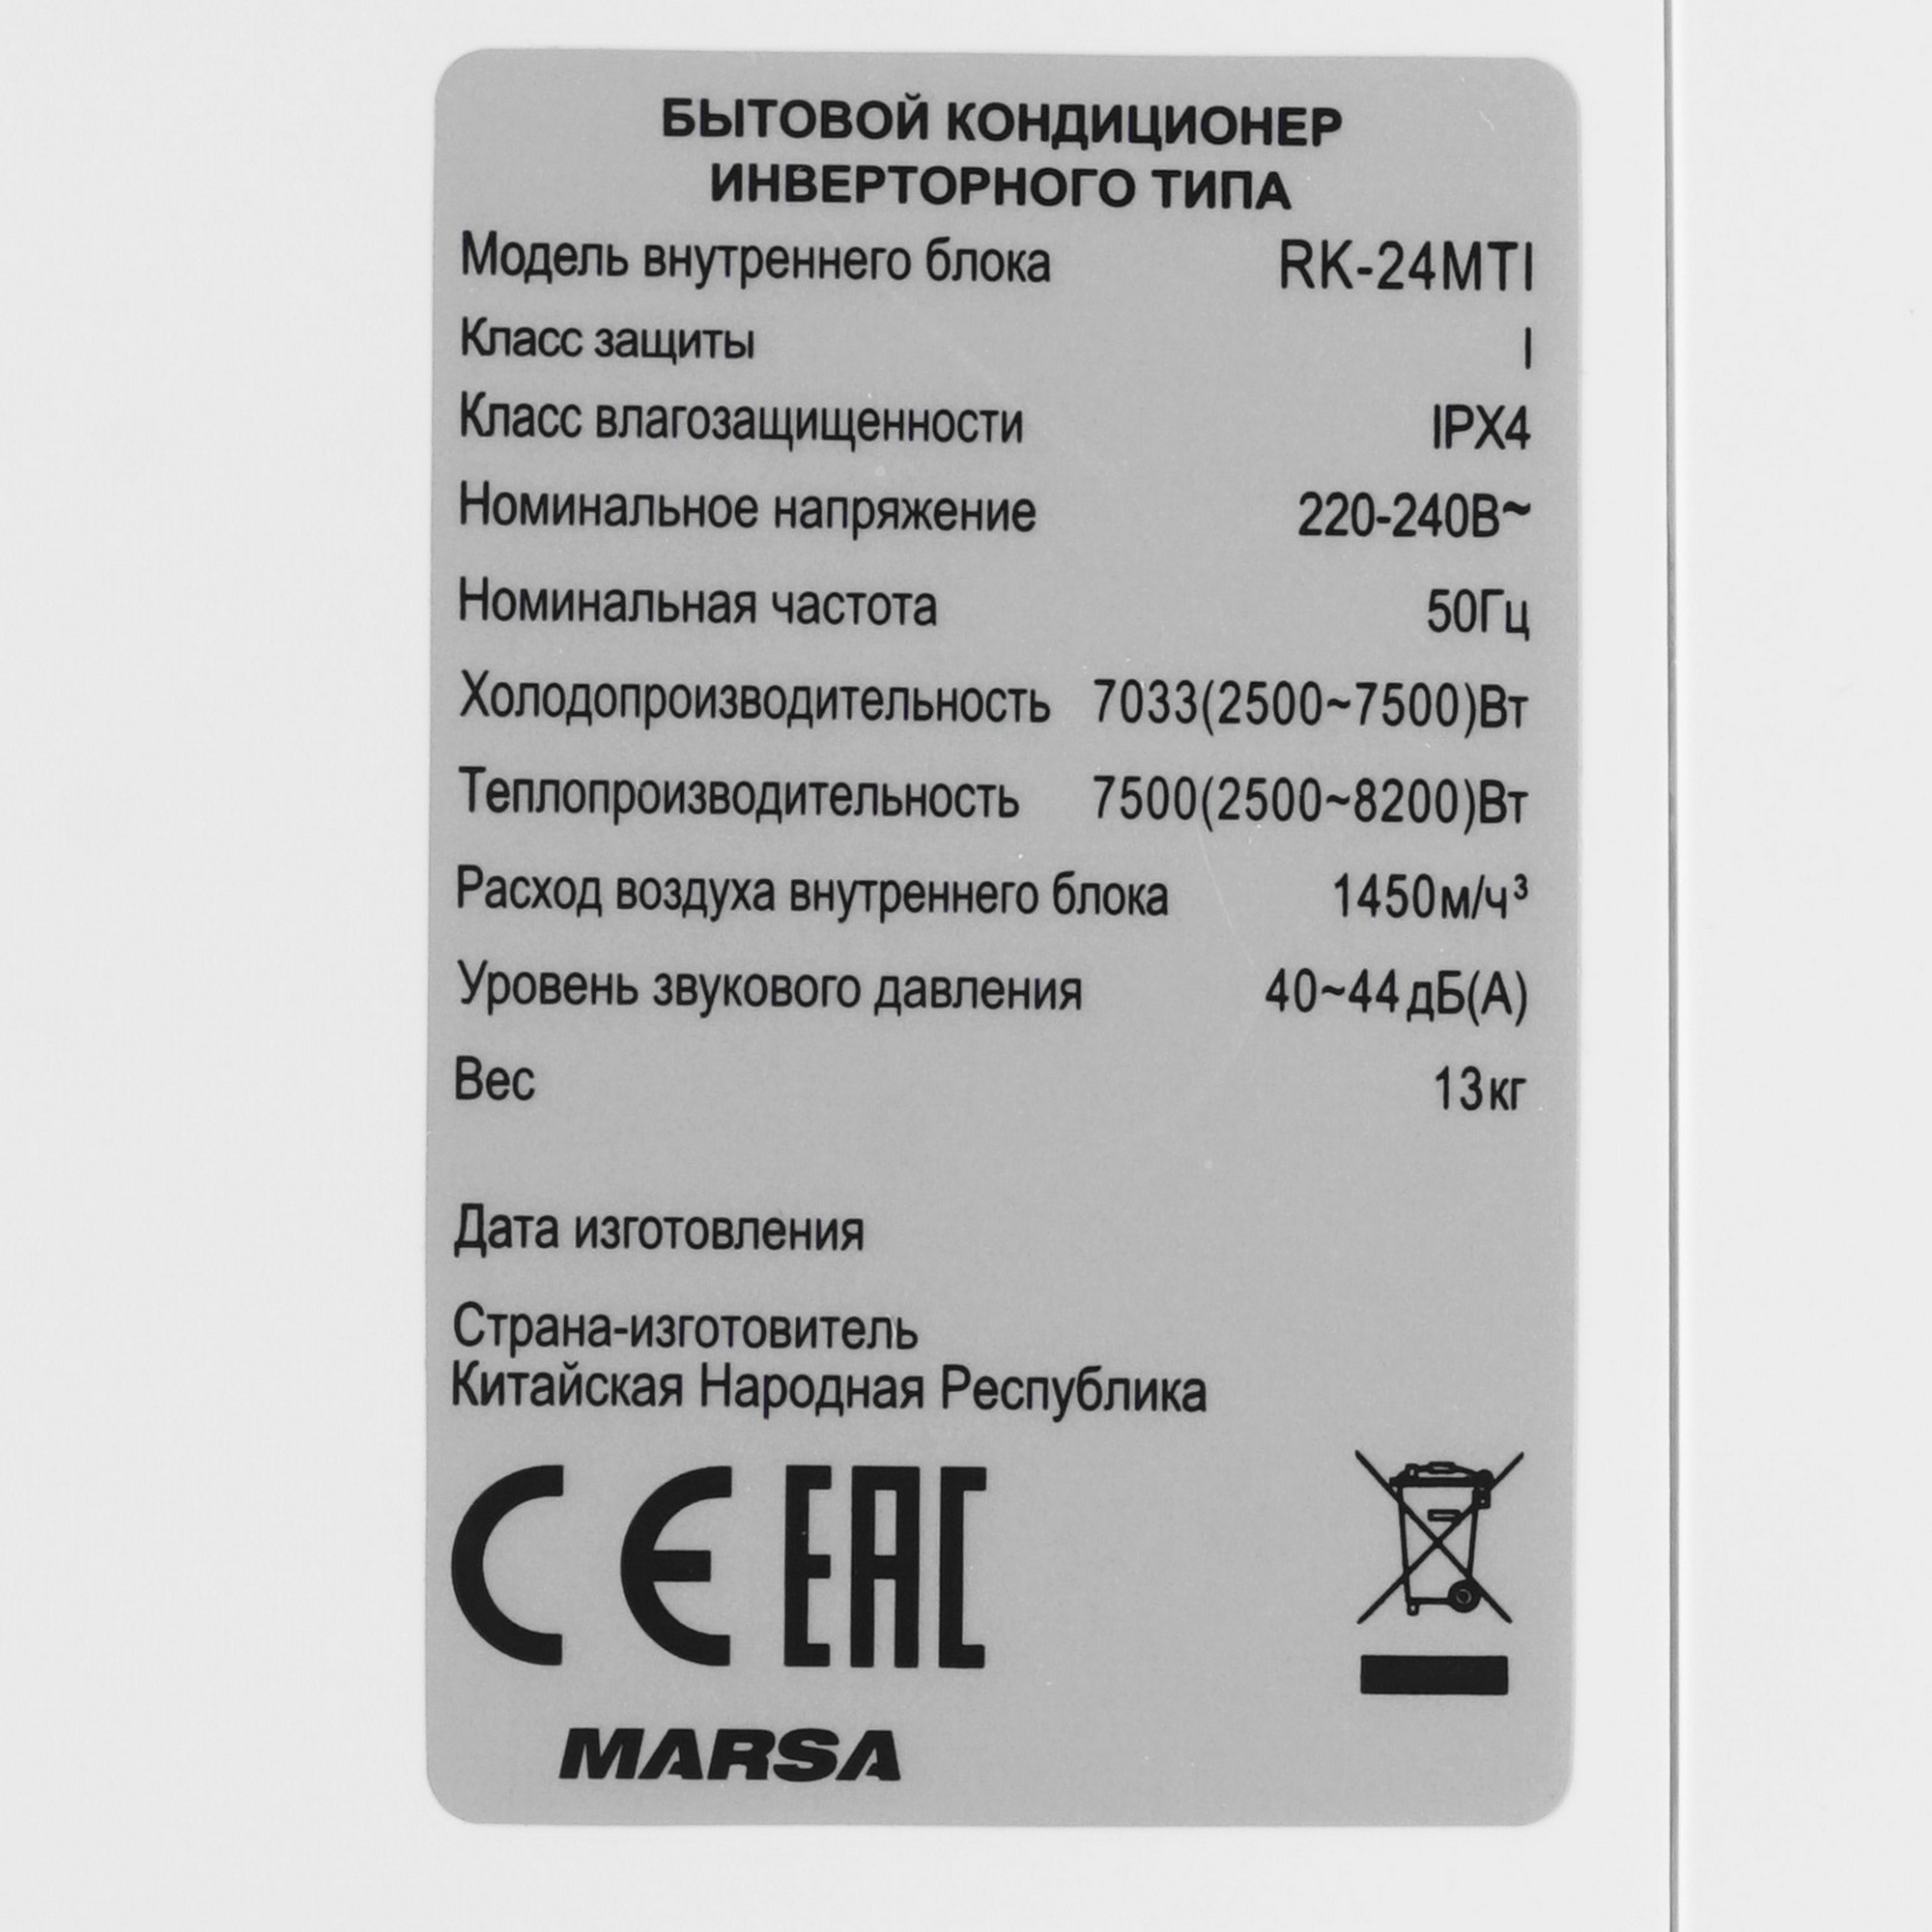 БЫТОВОЙ КОНДИЦИОНЕР
ИНВЕРТОРНОГО ТИПА
Модель внутреннего блока RK-24MTI
Класс защиты I
Класс влагозащищенности IPX4
Номинальное напряжение 220-240В~
Номинальная частота 50Гц
Холодопроизводительность 7033(2500~7500)Вт
Теплопроизводительность 7500(2500~8200)Вт
Расход воздуха внутреннего блока 1450м/ч³
Уровень звукового давления 40~44дБ(А)
Вес 13кг
Дата изготовления
Страна-изготовитель
Китайская Народная Республика
CE EAC
MARSA